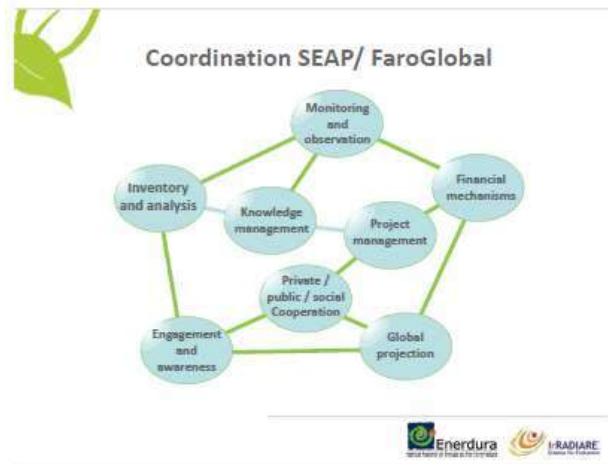 Coordination SEAP/ FaroGlobal
Monitoring
and
observation
Inventory
and analysis
Financial
mechanisms
Knowledge
management
Project
management
Private /
public / social
Cooperation
Engagement
and
awareness
Global
projection
Enerdura
IrRADIARE